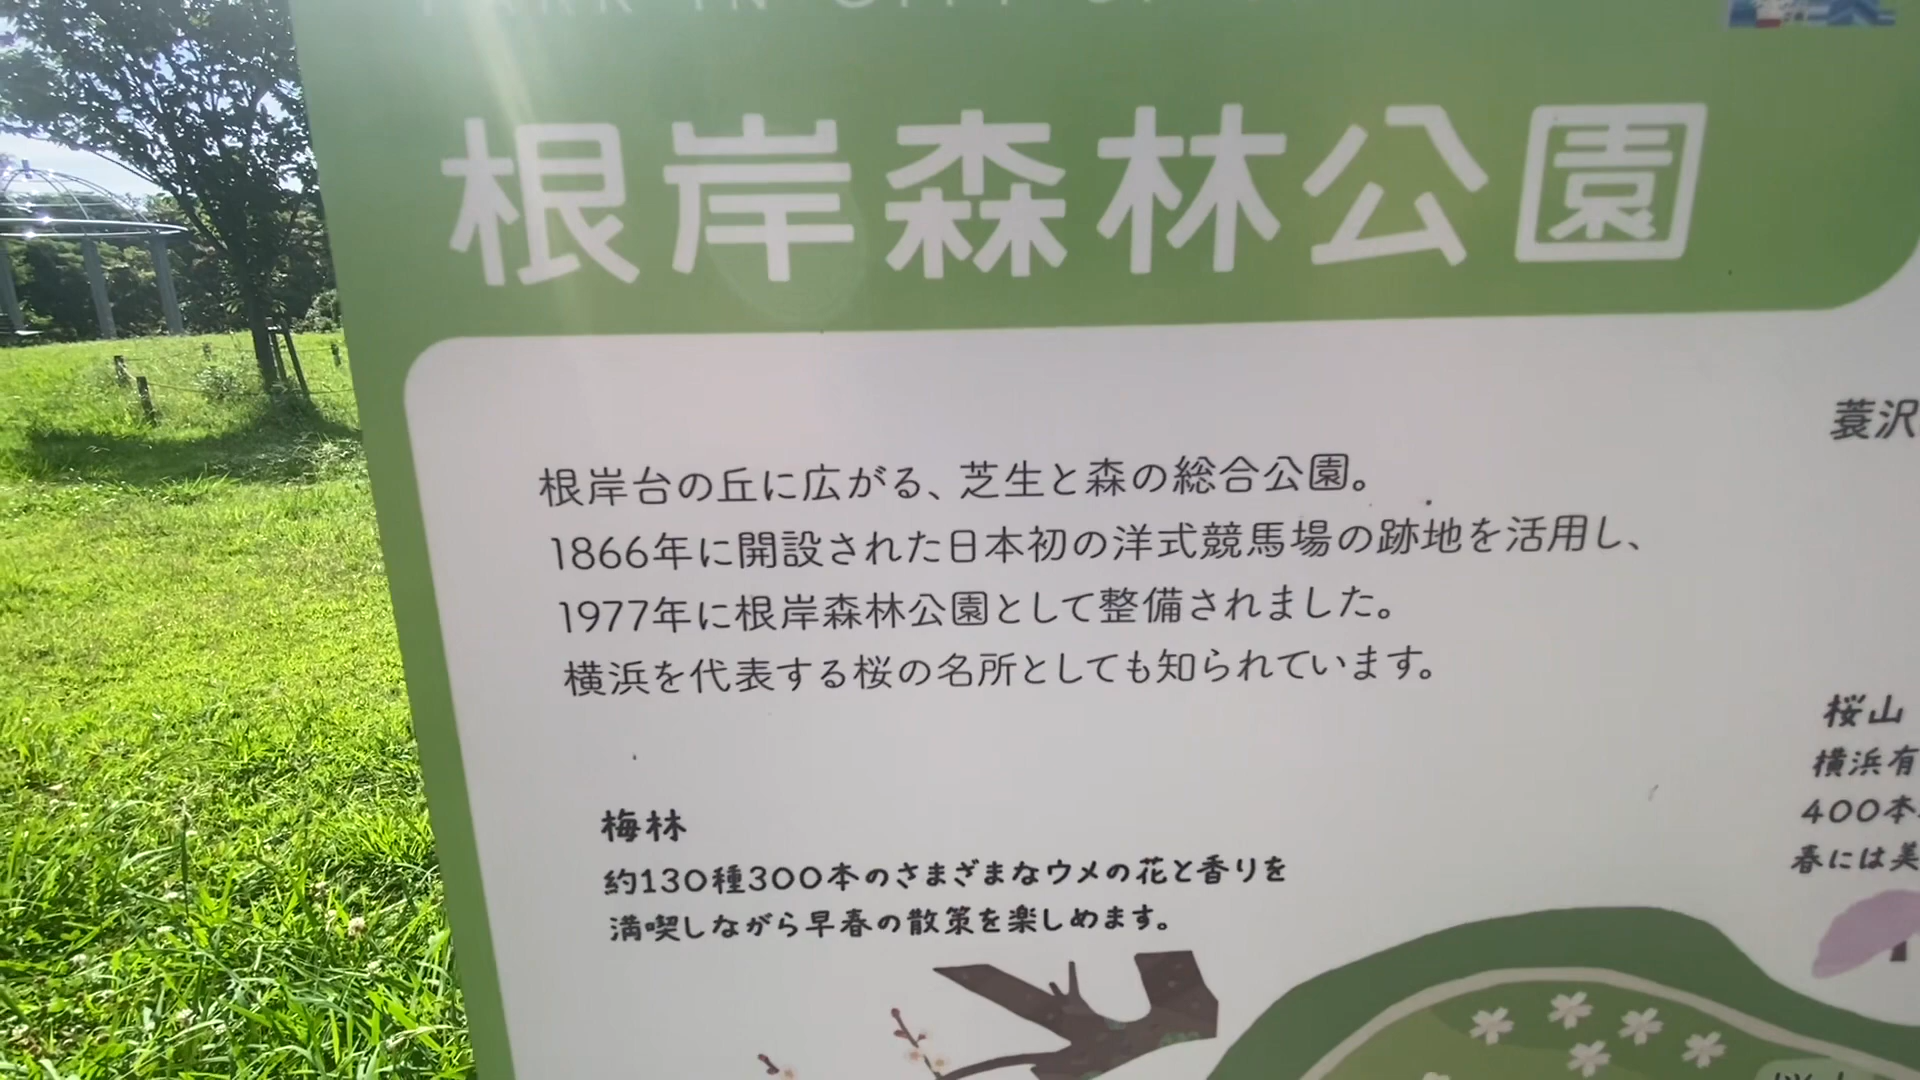 PARK IN CITY OF
根岸森林公園
根岸台の丘に広がる、芝生と森の総合公園。
1866年に開設された日本初の洋式競馬場の跡地を活用し、
1977年に根岸森林公園として整備されました。
横浜を代表する桜の名所としても知られています。
蓑沢
梅林
約130種300本のさまざまなウメの花と香りを
満喫しながら早春の散策を楽しめます。
桜山
横浜有
400本
春には美